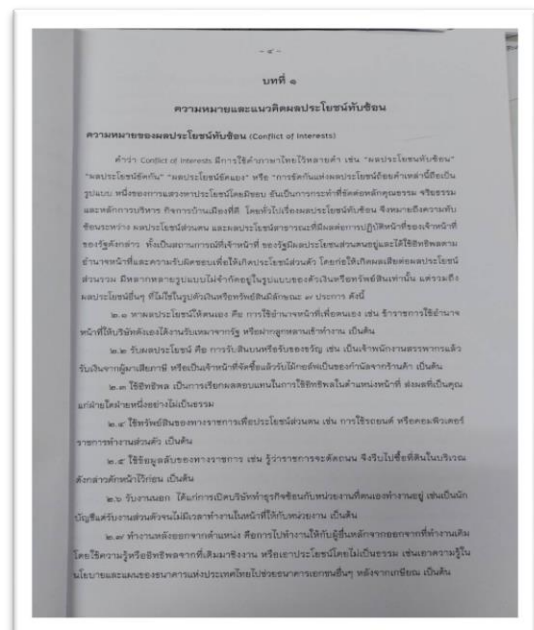 - ๔ -
บทที่ ๑
ความหมายและแนวคิดผลประโยชน์ทับซ้อน
ความหมายของผลประโยชน์ทับซ้อน (Conflict of Interests)
คำว่า Conflict of Interests มีการใช้คำภาษาไทยไว้หลายคำ เช่น "ผลประโยชน์ทับซ้อน"
"ผลประโยชน์ขัดกัน" "ผลประโยชน์ขัดแย้ง" หรือ "การขัดกันแห่งผลประโยชน์ถ้อยคำเหล่านี้ถือเป็น
รูปแบบ หนึ่งของการแสวงหาประโยชน์โดยมิชอบ อันเป็นการกระทำที่ขัดต่อหลักคุณธรรม จริยธรรม
และหลักการบริหาร กิจการบ้านเมืองที่ดี โดยทั่วไปเรื่องผลประโยชน์ทับซ้อน จึงหมายถึงความทับ
ซ้อนระหว่าง ผลประโยชน์ส่วนตน และผลประโยชน์สาธารณะที่มีผลต่อการปฏิบัติหน้าที่ของเจ้าหน้าที่
ของรัฐดังกล่าว ทั้งเป็นสถานการณ์ที่เจ้าหน้าที่ ของรัฐมีผลประโยชน์ส่วนตนอยู่และได้ใช้อิทธิพลตาม
อำนาจหน้าที่และความรับผิดชอบเพื่อให้เกิดประโยชน์ส่วนตัว โดยก่อให้เกิดผลเสียต่อผลประโยชน์
ส่วนรวม มีหลากหลายรูปแบบไม่จำกัดอยู่ในรูปแบบของตัวเงินหรือทรัพย์สินเท่านั้น แต่รวมถึง
ผลประโยชน์อื่นๆ ที่ไม่ใช่ในรูปตัวเงินหรือทรัพย์สินมีลักษณะ ๗ ประการ ดังนี้
๒.๑ หาผลประโยชน์ให้ตนเอง คือ การใช้อำนาจหน้าที่เพื่อตนเอง เช่น ข้าราชการใช้อำนาจ
หน้าที่ให้บริษัทตัวเองได้งานรับเหมาจากรัฐ หรือฝากลูกหลานเข้าทำงาน เป็นต้น
๒.๒ รับผลประโยชน์ คือ การรับสินบนหรือรับของขวัญ เช่น เป็นเจ้าพนักงานสรรพากรแล้ว
รับเงินจากผู้มาเสียภาษี หรือเป็นเจ้าหน้าที่จัดซื้อแล้วรับไม้กอล์ฟเป็นของกำนัลจากร้านค้า เป็นต้น
๒.๓ ใช้อิทธิพล เป็นการเรียกผลตอบแทนในการใช้อิทธิพลในตำแหน่งหน้าที่ ส่งผลที่เป็นคุณ
แก่ฝ่ายใดฝ่ายหนึ่งอย่างไม่เป็นธรรม
๒.๔ ใช้ทรัพย์สินของทางราชการเพื่อประโยชน์ส่วนตน เช่น การใช้รถยนต์ หรือคอมพิวเตอร์
ราชการทำงานส่วนตัว เป็นต้น
๒.๕ ใช้ข้อมูลลับของทางราชการ เช่น รู้ว่าราชการจะตัดถนน จึงรีบไปซื้อที่ดินในบริเวณ
ดังกล่าวดักหน้าไว้ก่อน เป็นต้น
๒.๖ รับงานนอก ได้แก่การเปิดบริษัททำธุรกิจซ้อนกับหน่วยงานที่ตนเองทำงานอยู่ เช่นเป็นนัก
บัญชีแต่รับงานส่วนตัวจนไม่มีเวลาทำงานในหน้าที่ให้กับหน่วยงาน เป็นต้น
๒.๗ ทำงานหลังออกจากตำแหน่ง คือการไปทำงานให้กับผู้อื่นหลังจากออกจากที่ทำงานเดิม
โดยใช้ความรู้หรืออิทธิพลจากที่เดิมมาชิงงาน หรือเอาประโยชน์โดยไม่เป็นธรรม เช่นเอาความรู้ใน
นโยบายและแผนของธนาคารแห่งประเทศไทยไปช่วยธนาคารเอกชนอื่นๆ หลังจากเกษียณ เป็นต้น